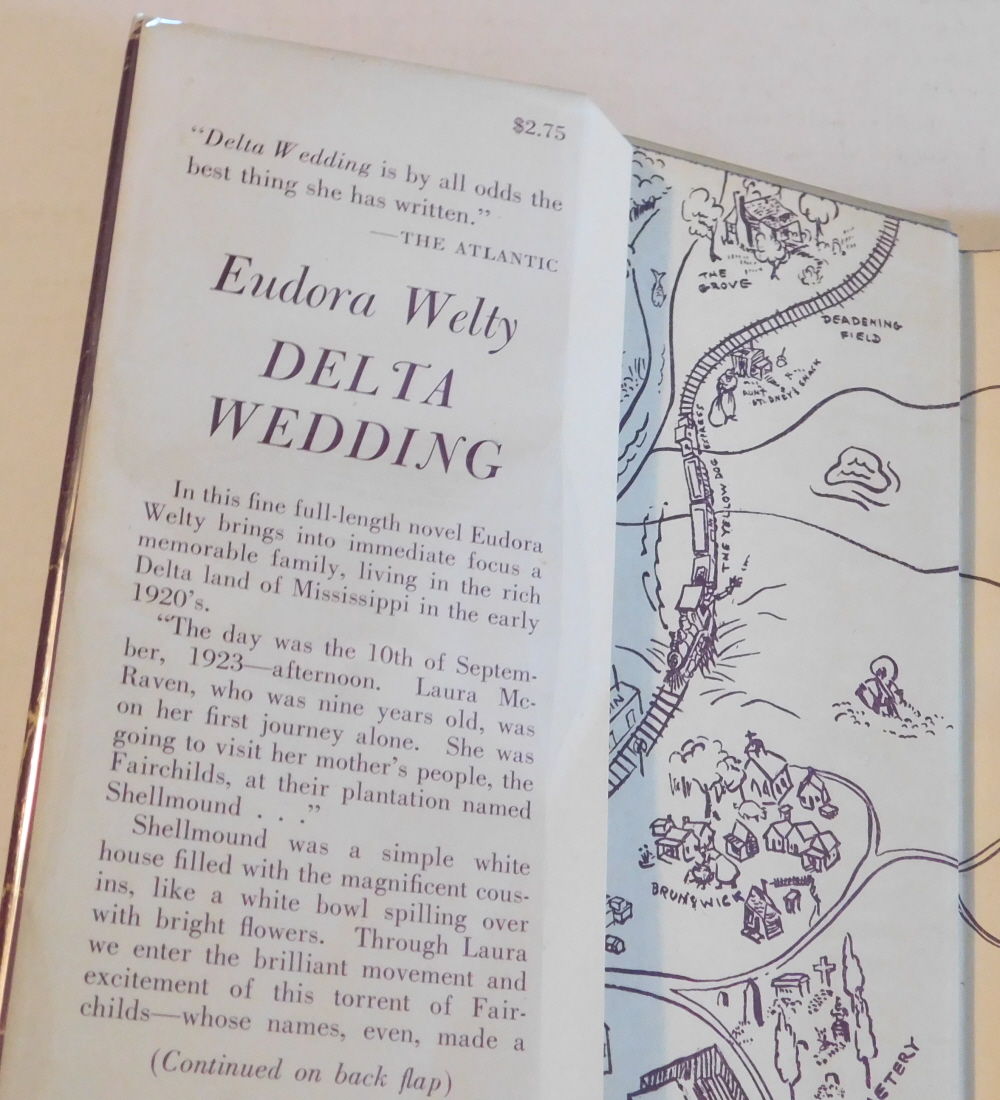 $2.75
“Delta Wedding is by all odds the
best thing she has written.”
—THE ATLANTIC
Eudora Welty
DELTA
WEDDING
In this fine full-length novel Eudora
Welty brings into immediate focus a
memorable family, living in the rich
Delta land of Mississippi in the early
1920’s.
“The day was the 10th of Septem-
ber, 1923—afternoon. Laura Mc-
Raven, who was nine years old, was
on her first journey alone. She was
going to visit her mother’s people, the
Fairchilds, at their plantation named
Shellmound . . .”
Shellmound was a simple white
house filled with the magnificent cous-
ins, like a white bowl spilling over
with bright flowers. Through Laura
we enter the brilliant movement and
excitement of this torrent of Fair-
childs—whose names, even, made a
(Continued on back flap)
THE
GROVE
DEADENING
FIELD
AUNT
STUDNEY'S SHACK
THE YELLOW DOG EXPRESS
IN
BRUNSWICK
ETERY